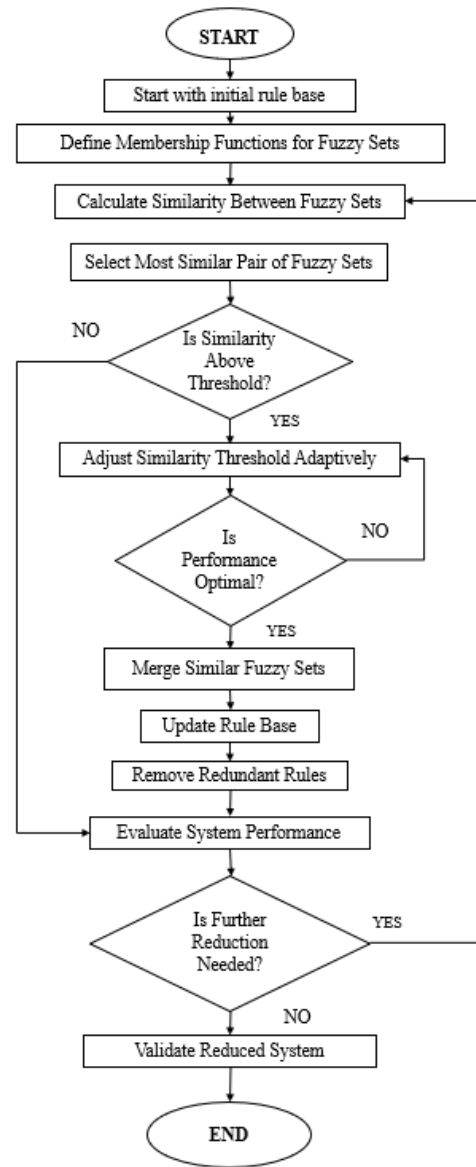 START
Start with initial rule base
Define Membership Functions for Fuzzy Sets
Calculate Similarity Between Fuzzy Sets
Select Most Similar Pair of Fuzzy Sets
NO
Is Similarity
Above
Threshold?
YES
Adjust Similarity Threshold Adaptively
Is
Performance
Optimal?
NO
YES
Merge Similar Fuzzy Sets
Update Rule Base
Remove Redundant Rules
Evaluate System Performance
Is Further
Reduction
Needed?
YES
NO
Validate Reduced System
END